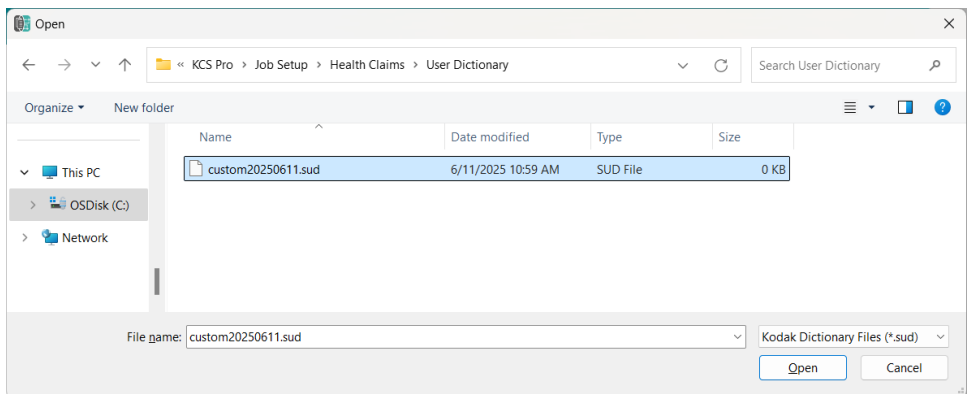 Open
« KCS Pro > Job Setup > Health Claims > User Dictionary
Search User Dictionary
Organize
New folder
?
Name Date modified Type Size
This PC
custom20250611.sud 6/11/2025 10:59 AM SUD File 0 KB
OSDisk (C:)
Network
File name: custom20250611.sud Kodak Dictionary Files (*.sud)
Open Cancel